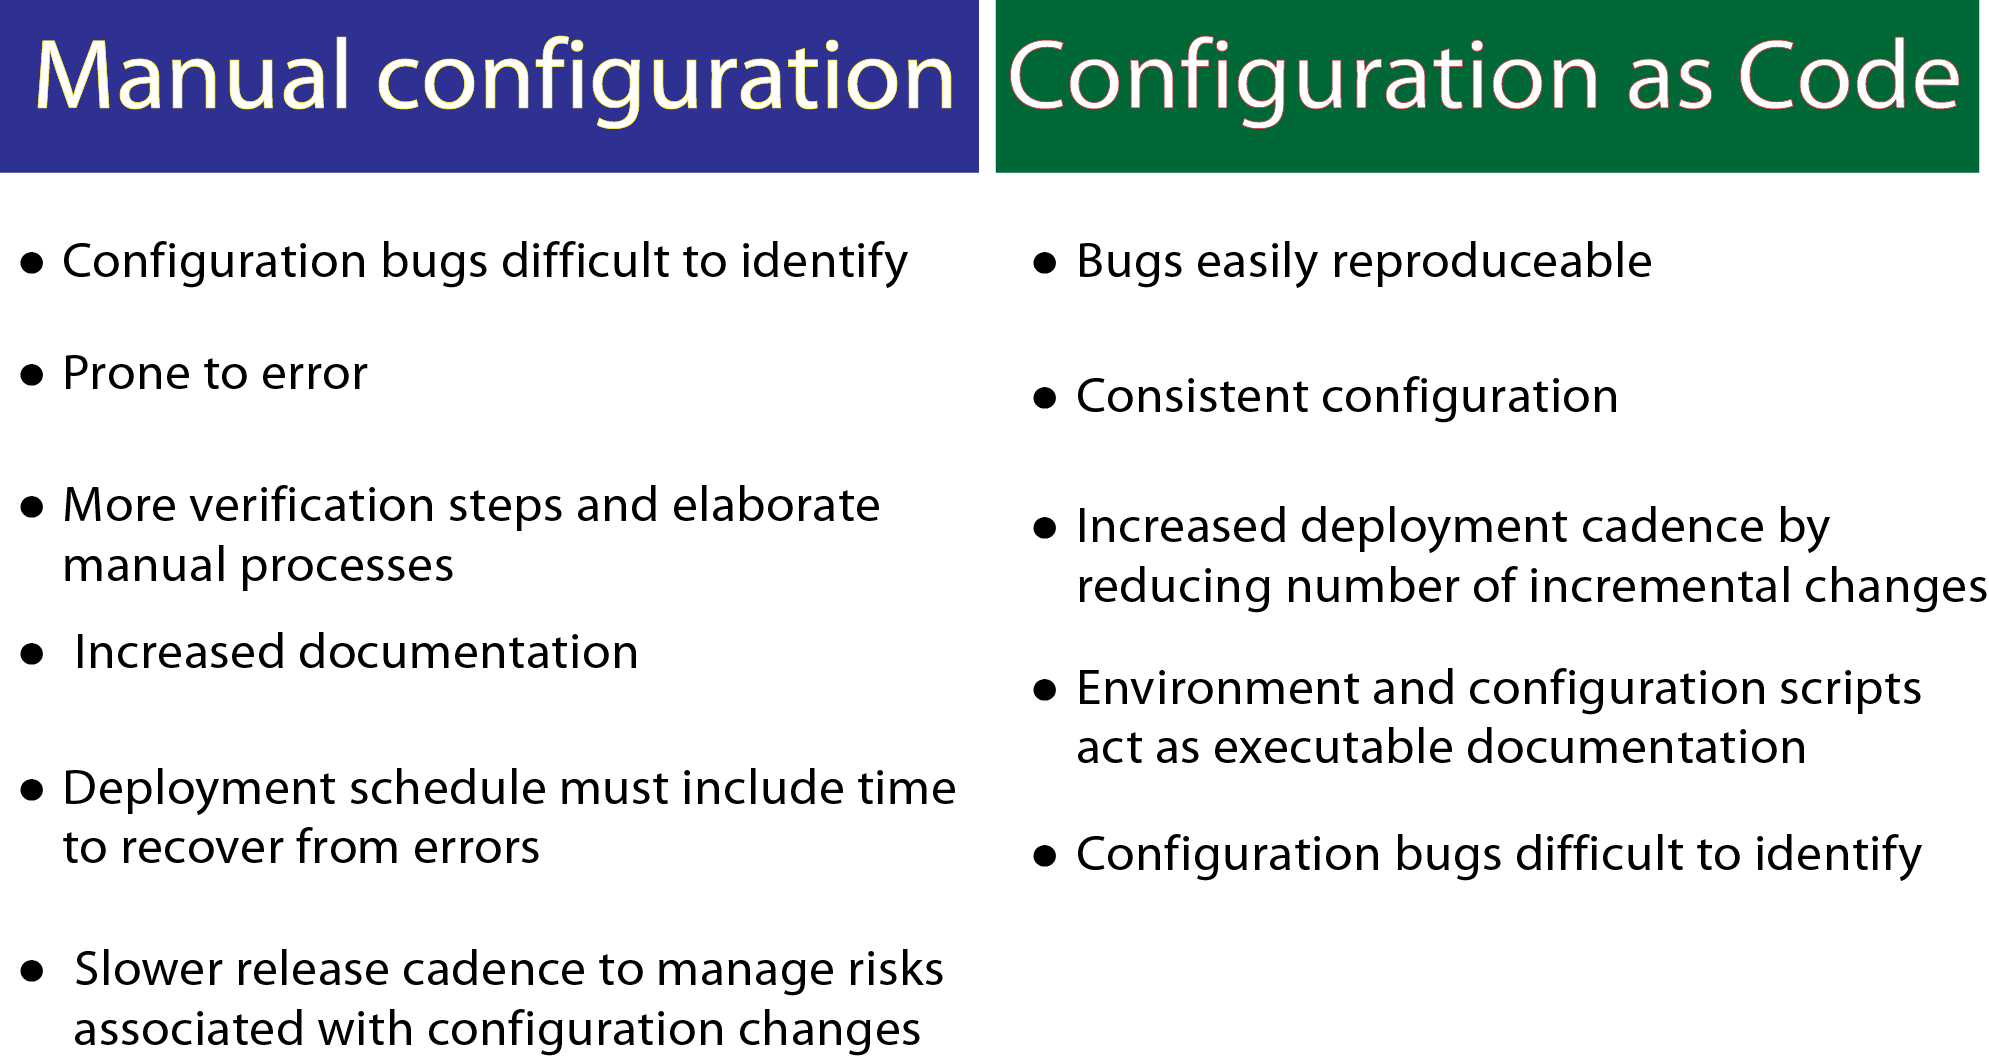 Manual configuration
● Configuration bugs difficult to identify
● Prone to error
● More verification steps and elaborate
manual processes
● Increased documentation
● Deployment schedule must include time
to recover from errors
● Slower release cadence to manage risks
associated with configuration changes
Configuration as Code
● Bugs easily reproduceable
● Consistent configuration
● Increased deployment cadence by
reducing number of incremental changes
● Environment and configuration scripts
act as executable documentation
● Configuration bugs difficult to identify